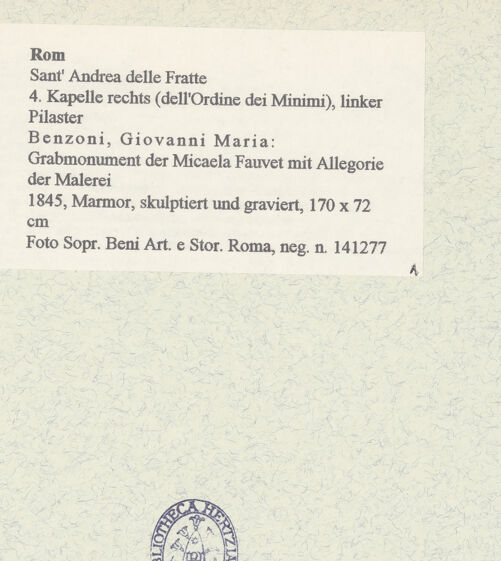 Rom
Sant' Andrea delle Fratte
4. Kapelle rechts (dell'Ordine dei Minimi), linker
Pilaster
Benzoni, Giovanni Maria:
Grabmonument der Micaela Fauvet mit Allegorie
der Malerei
1845, Marmor, skulptiert und graviert, 170 x 72
cm
Foto Sopr. Beni Art. e Stor. Roma, neg. n. 141277
BLIOTHECA HERTZIA